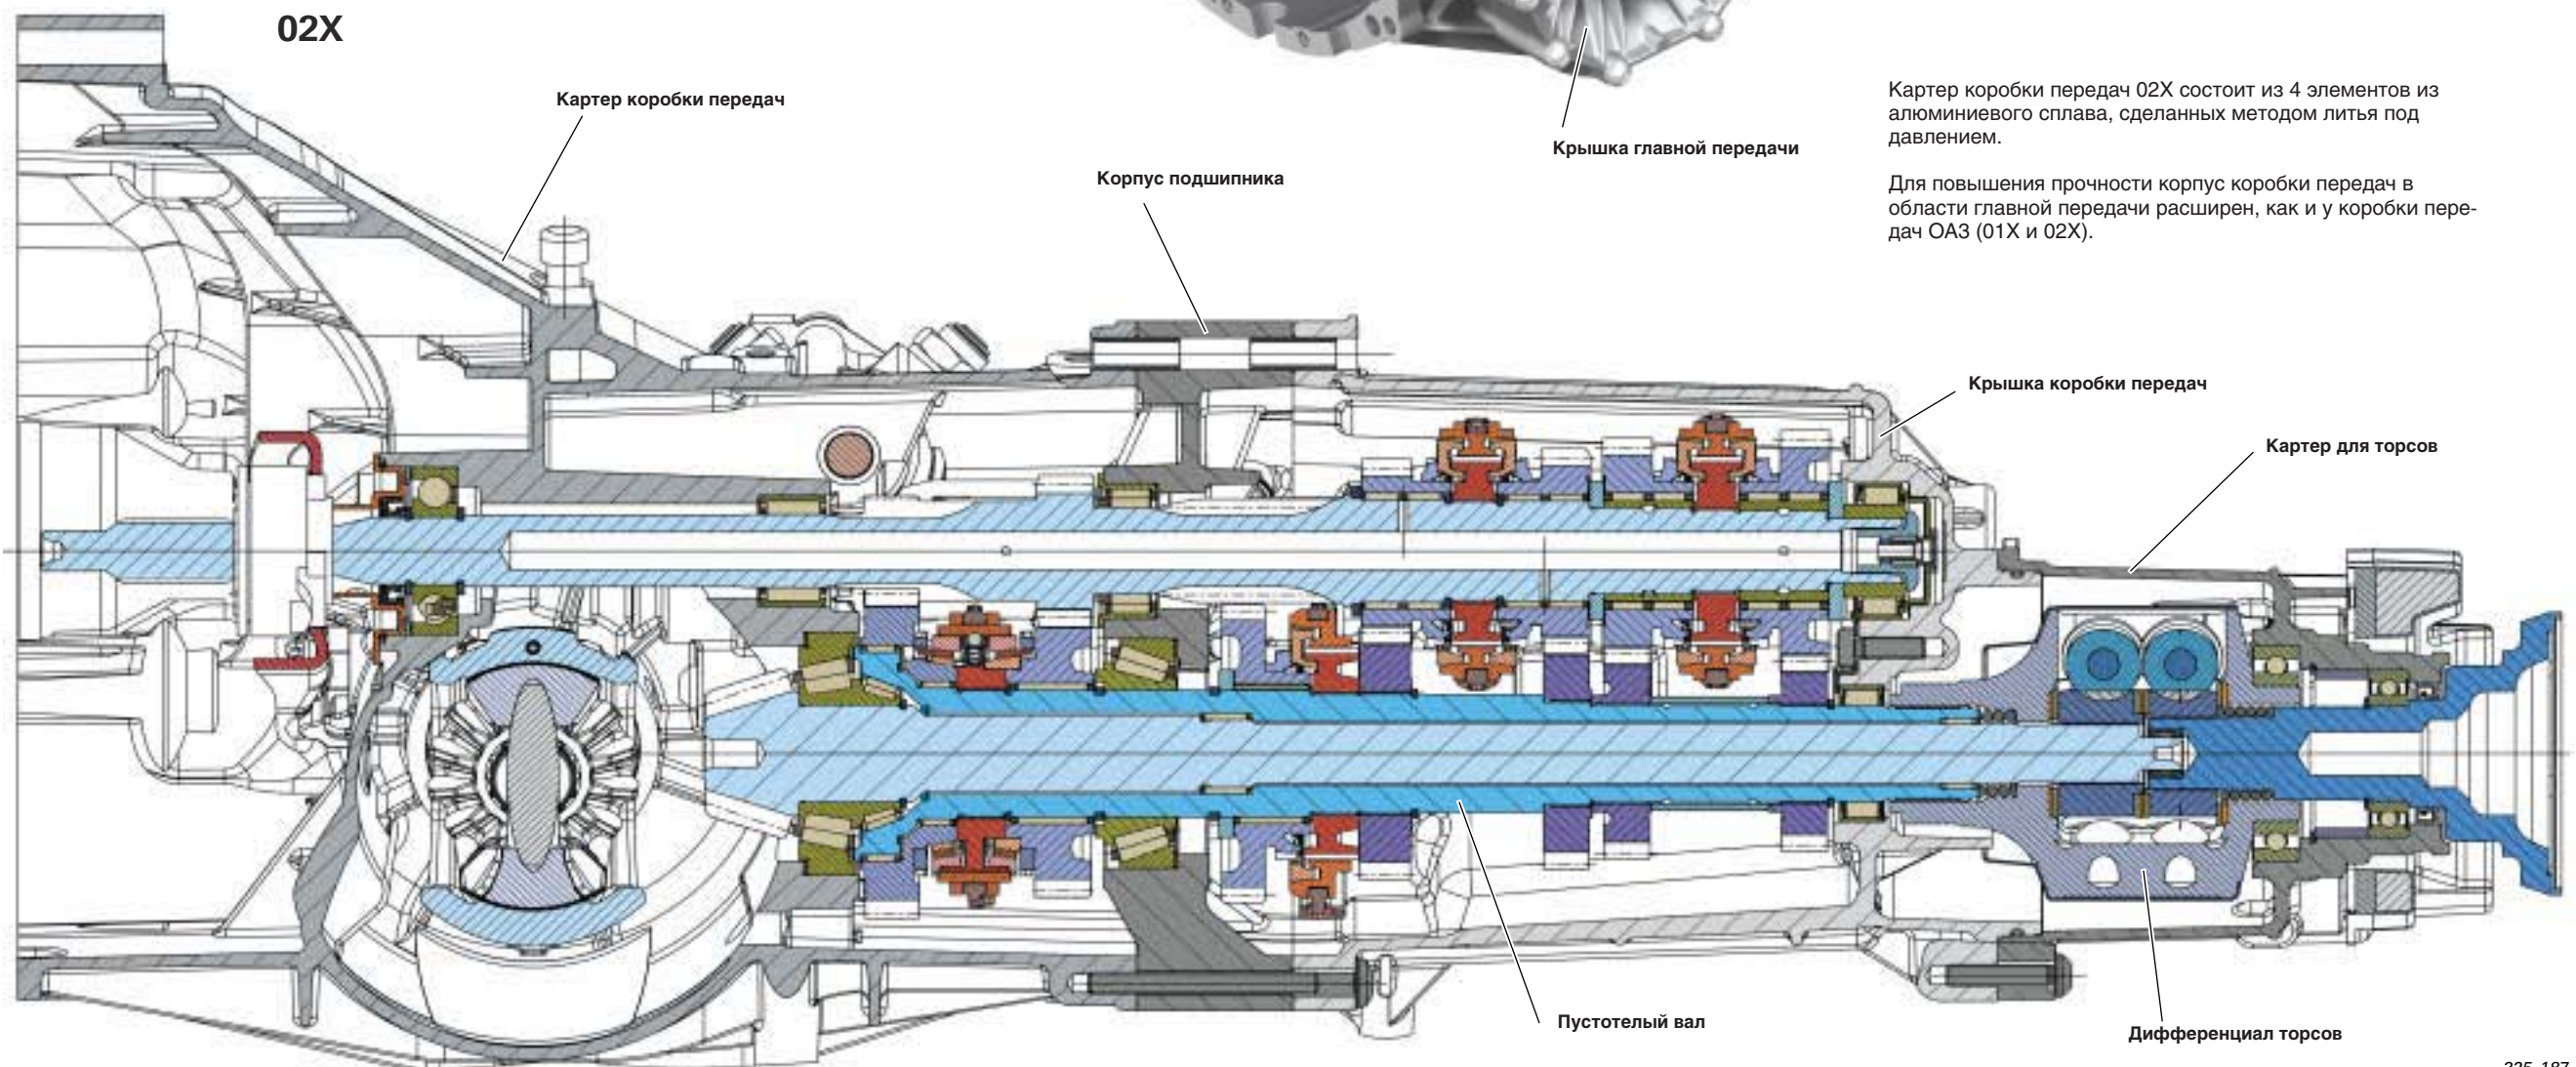 02X
Картер коробки передач
Крышка главной передачи
Картер коробки передач 02X состоит из 4 элементов из
алюминиевого сплава, сделанных методом литья под
давлением.
Для повышения прочности корпус коробки передач в
области главной передачи расширен, как и у коробки пере-
дач ОА3 (01X и 02X).
Корпус подшипника
Крышка коробки передач
Картер для торсов
Пустотелый вал
Дифференциал торсов